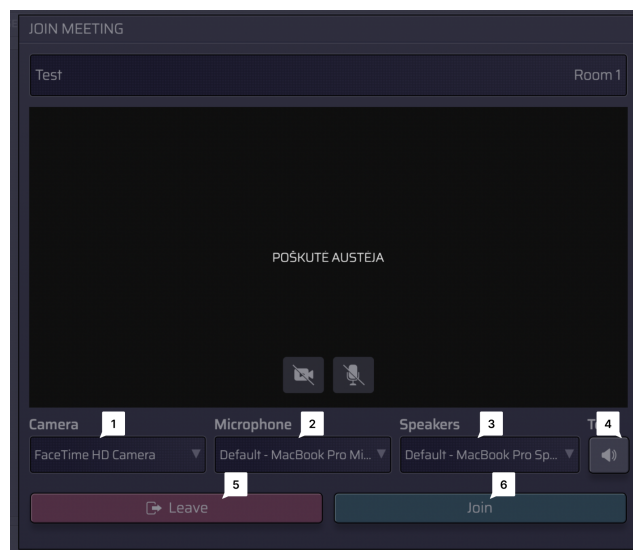 JOIN MEETING
Test Room 1
POŠKUTĖ AUSTĖJA
Camera 1 Microphone 2 Speakers 3 4
FaceTime HD Camera Default - MacBook Pro Mi... Default - MacBook Pro Sp...
5 6
Leave Join